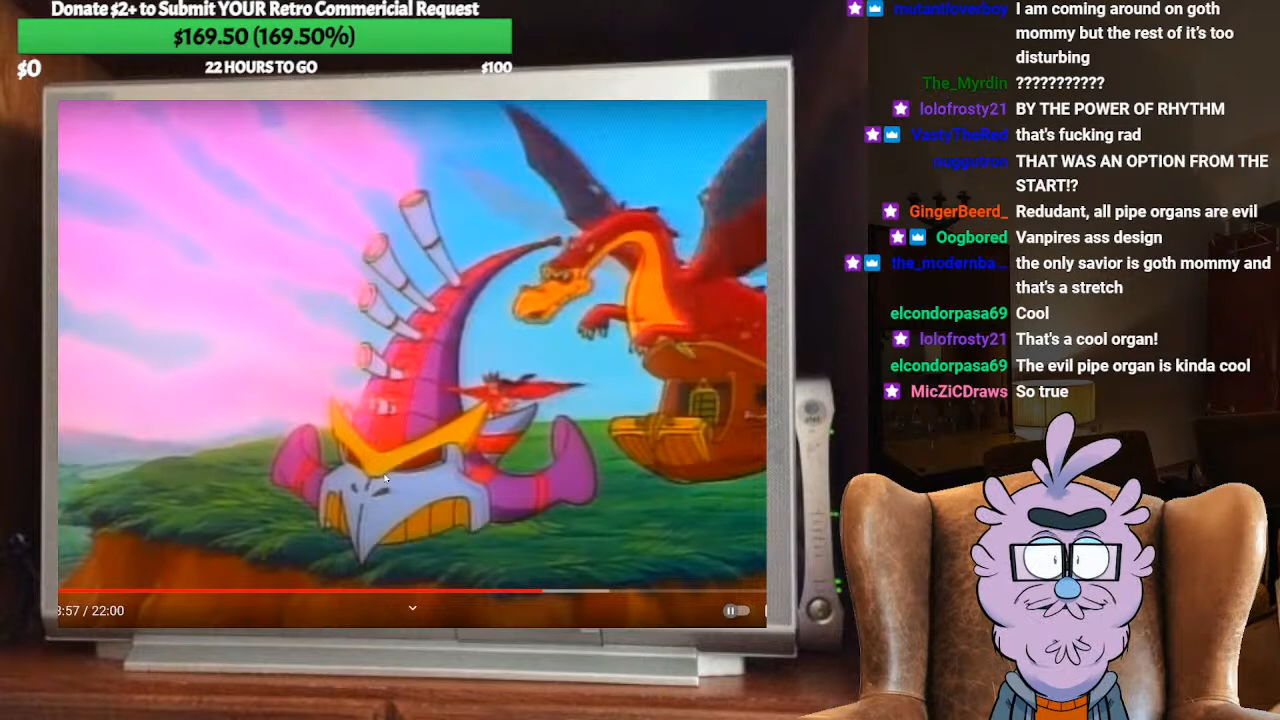 Donate $2+ to Submit YOUR Retro Commericial Request
$169.50 (169.50%)
$0
22 HOURS TO GO
$100
3:57 / 22:00
mutantloverboy I am coming around on goth
mommy but the rest of it's too
disturbing
The_Myrdin ???????????
lolofrosty21 BY THE POWER OF RHYTHM
VastyTheRed that's fucking rad
nuggutron THAT WAS AN OPTION FROM THE
START!?
GingerBeerd_ Redudant, all pipe organs are evil
Oogbored Vanpires ass design
the_modernba... the only savior is goth mommy and
that's a stretch
elcondorpasa69 Cool
lolofrosty21 That's a cool organ!
elcondorpasa69 The evil pipe organ is kinda cool
MicZiCDraws So true